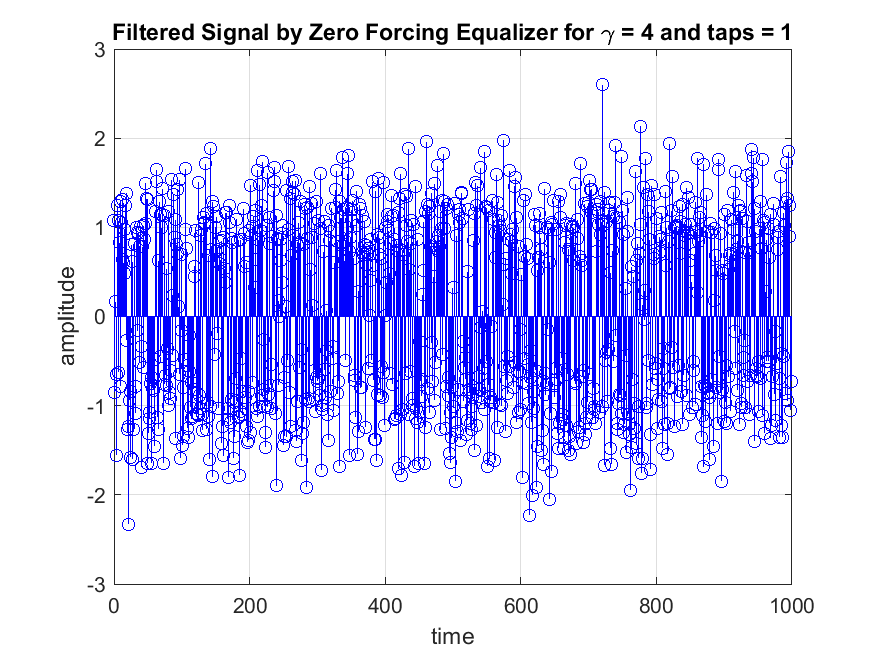 Filtered Signal by Zero Forcing Equalizer for γ = 4 and taps = 1
3
2
1
0
-1
-2
-3
amplitude
0 200 400 600 800 1000
time